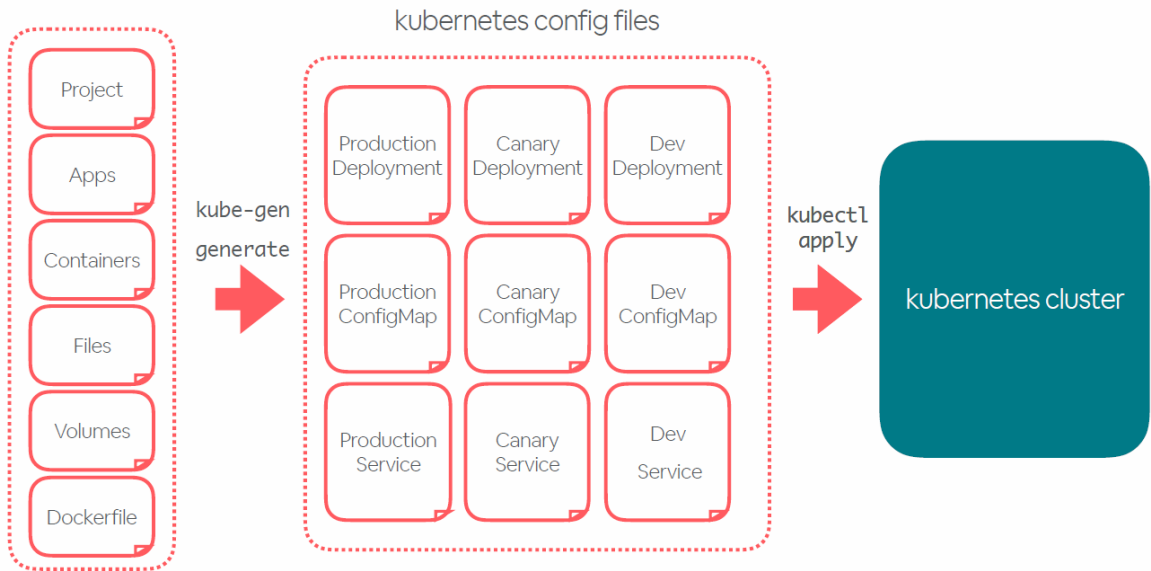 kubernetes config files
Project
Apps
Containers
Files
Volumes
Dockerfile
kube-gen
generate
Production
Deployment
Canary
Deployment
Dev
Deployment
Production
ConfigMap
Canary
ConfigMap
Dev
ConfigMap
Production
Service
Canary
Service
Dev
Service
kubectl
apply
kubernetes cluster